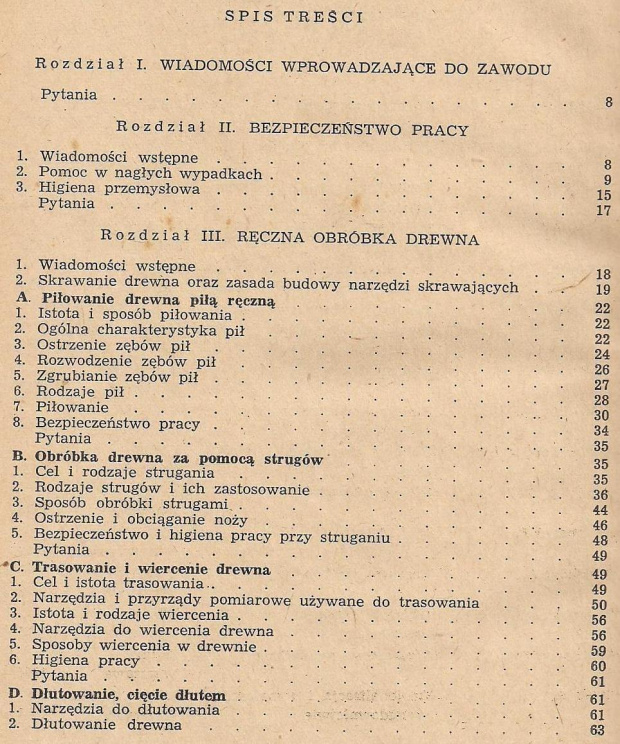 SPIS TREŚCI
Rozdział I. WIADOMOŚCI WPROWADZAJĄCE DO ZAWODU
Pytania . . . . . . . . . . . . . . . . 8
Rozdział II. BEZPIECZEŃSTWO PRACY
1. Wiadomości wstępne . . . . . . . . . . . . 8
2. Pomoc w nagłych wypadkach . . . . . . . . . . 9
3. Higiena przemysłowa . . . . . . . . . . . . 15
Pytania . . . . . . . . . . . . . . . . 17
Rozdział III. RĘCZNA OBRÓBKA DREWNA
1. Wiadomości wstępne . . . . . . . . . . . . 18
2. Skrawanie drewna oraz zasada budowy narzędzi skrawających . . 19
A. Piłowanie drewna piłą ręczną . . . . . . . . . . 22
1. Istota i sposób piłowania . . . . . . . . . . . 22
2. Ogólna charakterystyka pił . . . . . . . . . . 22
3. Ostrzenie zębów pił . . . . . . . . . . . . 24
4. Rozwodzenie zębów pił . . . . . . . . . . . 26
5. Zgrubianie zębów pił . . . . . . . . . . . . 27
6. Rodzaje pił . . . . . . . . . . . . . . . 28
7. Piłowanie . . . . . . . . . . . . . . . 30
8. Bezpieczeństwo pracy . . . . . . . . . . . . 34
Pytania . . . . . . . . . . . . . . . . 35
B. Obróbka drewna za pomocą strugów . . . . . . . . 35
1. Cel i rodzaje strugania . . . . . . . . . . . 35
2. Rodzaje strugów i ich zastosowanie . . . . . . . . 36
3. Sposób obróbki strugami . . . . . . . . . . . 44
4. Ostrzenie i obciąganie noży . . . . . . . . . . 46
5. Bezpieczeństwo i higiena pracy przy struganiu . . . . . . 48
Pytania . . . . . . . . . . . . . . . . 49
C. Trasowanie i wiercenie drewna . . . . . . . . . . 49
1. Cel i istota trasowania . . . . . . . . . . . . 49
2. Narzędzia i przyrządy pomiarowe używane do trasowania . . . 50
3. Istota i rodzaje wiercenia . . . . . . . . . . . 56
4. Narzędzia do wiercenia drewna . . . . . . . . . 56
5. Sposoby wiercenia w drewnie . . . . . . . . . . 59
6. Higiena pracy . . . . . . . . . . . . . . 60
Pytania . . . . . . . . . . . . . . . . 61
D. Dłutowanie, cięcie dłutem . . . . . . . . . . . 61
1. Narzędzia do dłutowania . . . . . . . . . . . 61
2. Dłutowanie drewna . . . . . . . . . . . . . 63